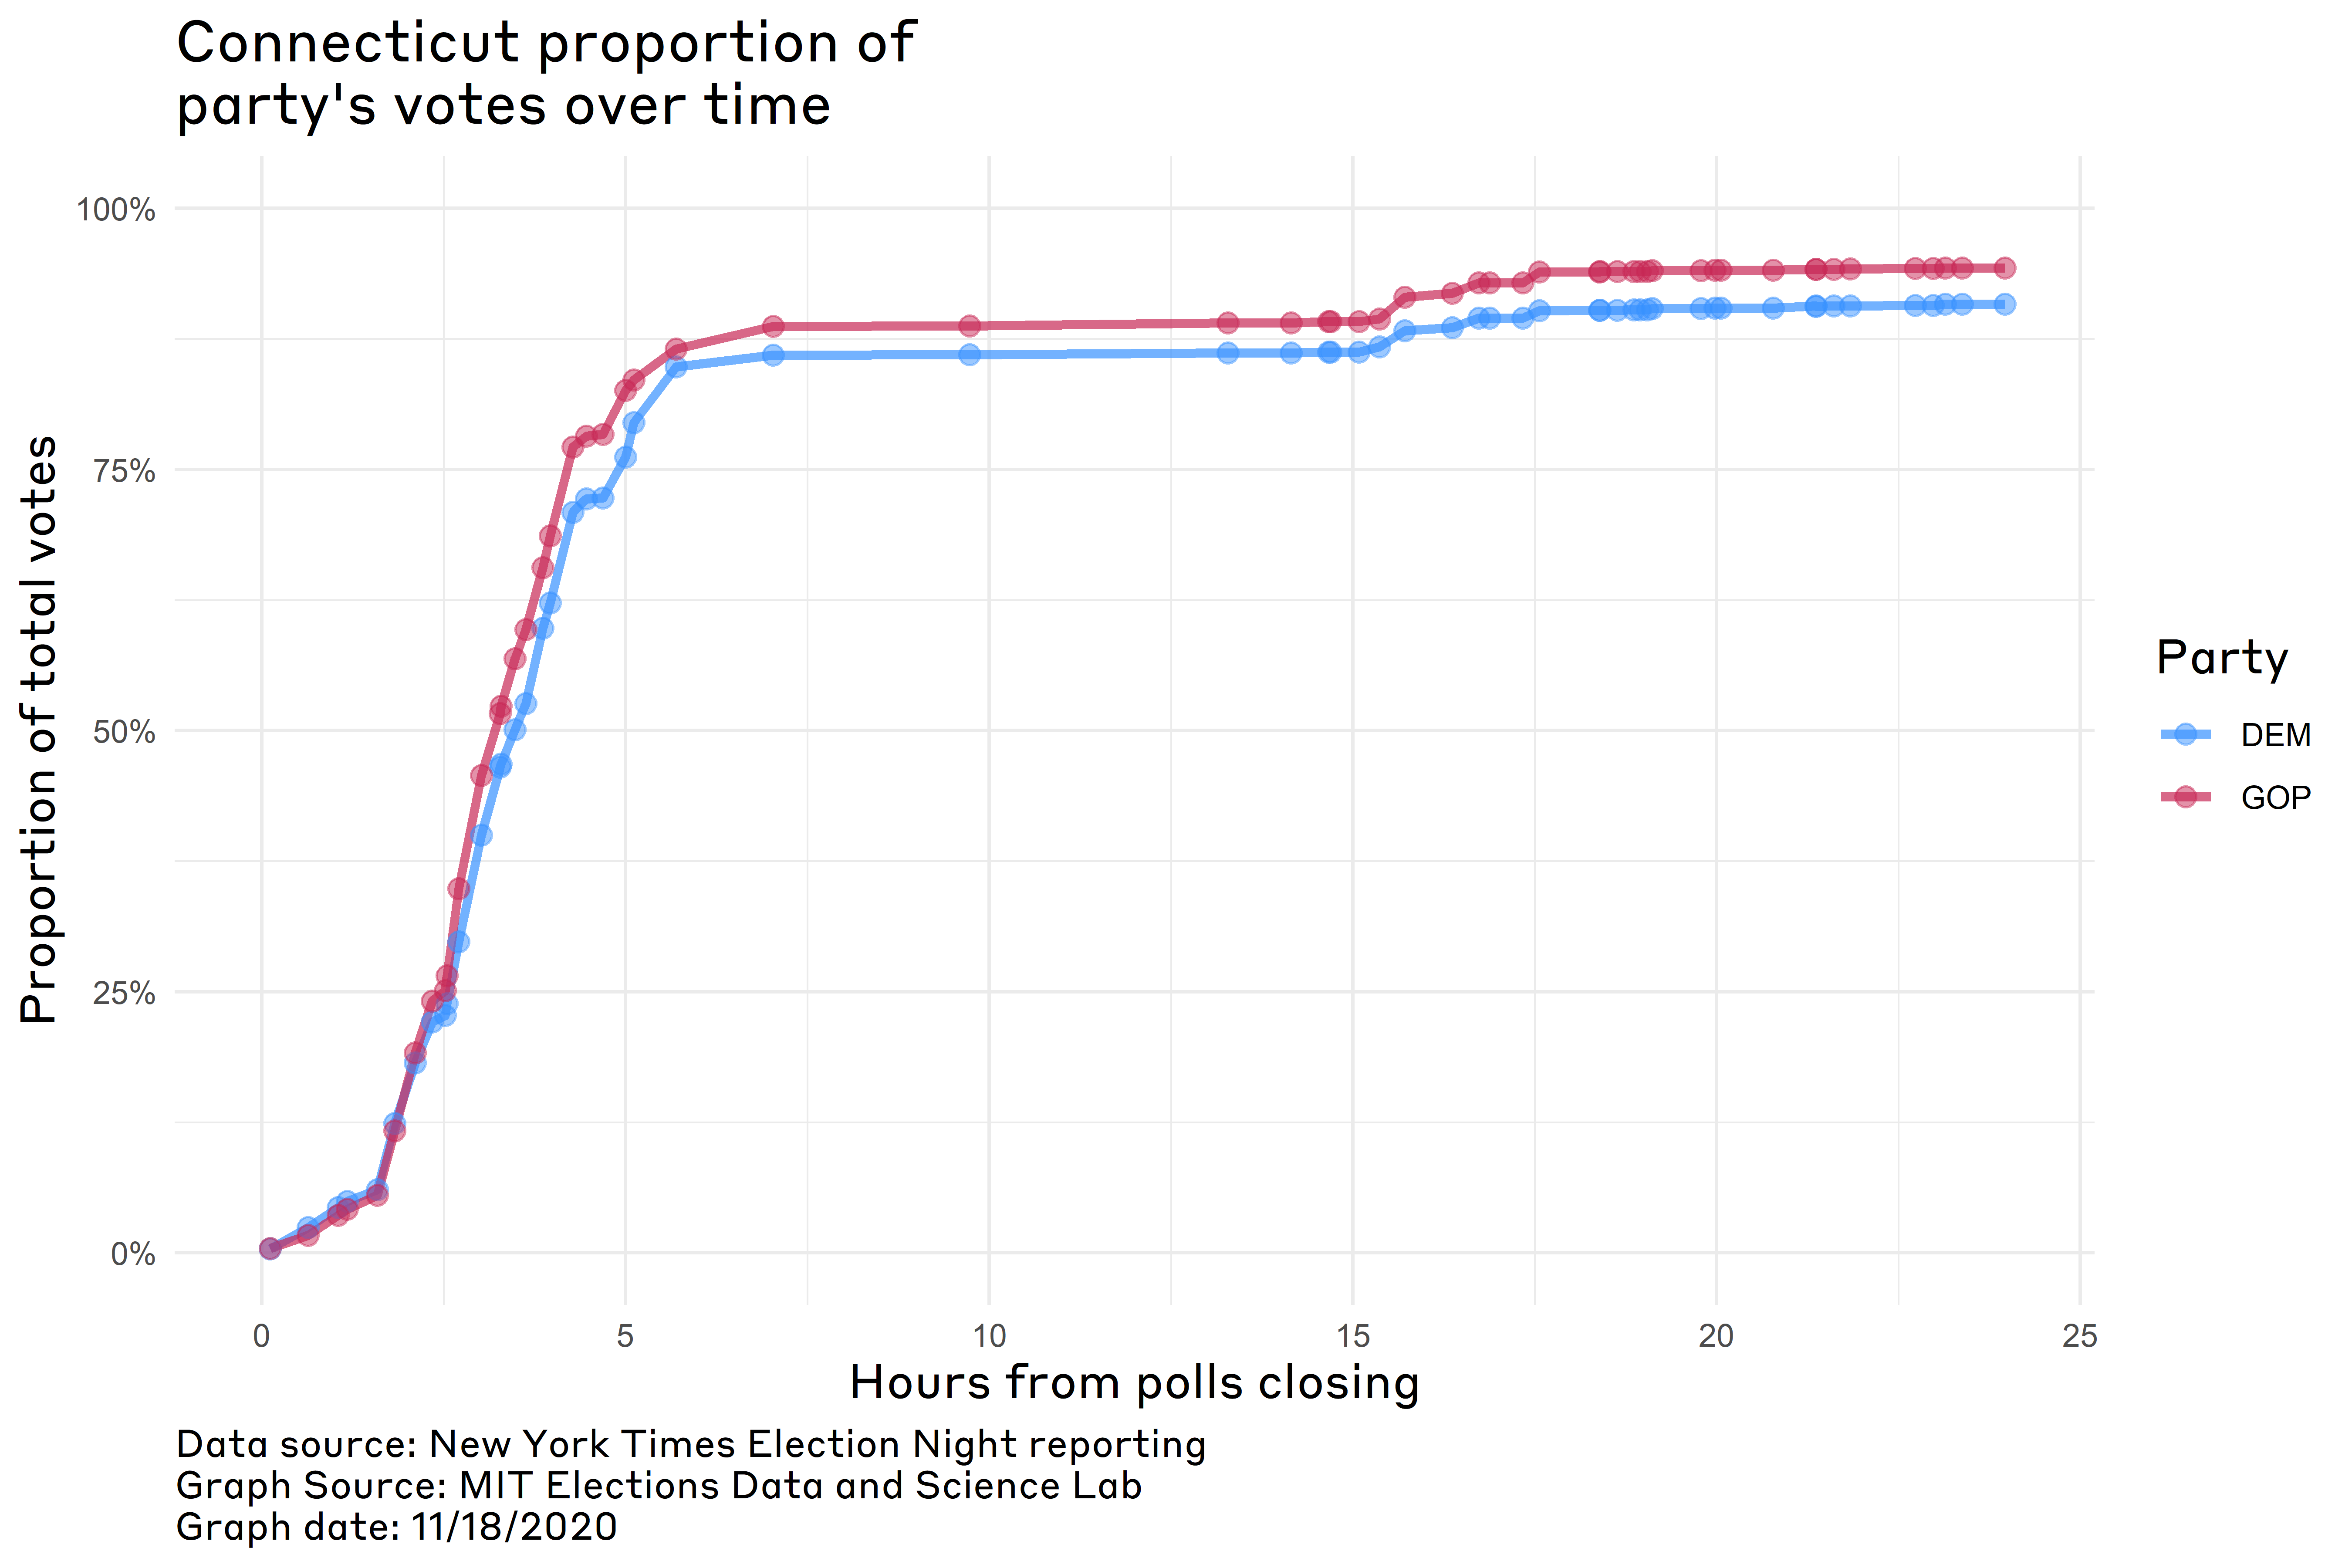 Connecticut proportion of
party's votes over time
Proportion of total votes
100%
75%
50%
25%
0%
0 5 10 15 20 25
Hours from polls closing
Party
DEM
GOP
Data source: New York Times Election Night reporting
Graph Source: MIT Elections Data and Science Lab
Graph date: 11/18/2020